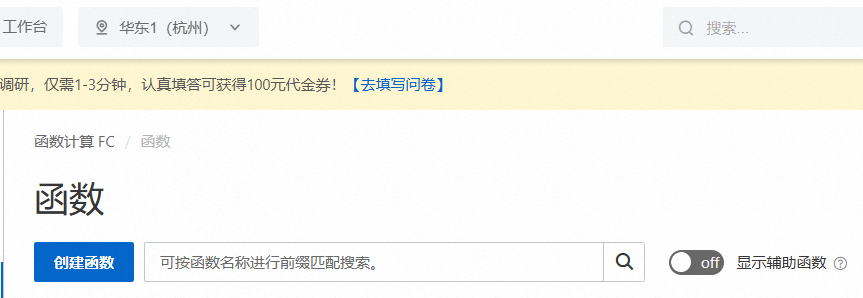 工作台 华东1（杭州） 搜索...
调研，仅需1-3分钟，认真填答可获得100元代金券！【去填写问卷】
函数计算 FC / 函数
函数
创建函数 可按函数名称进行前缀匹配搜索。 off 显示辅助函数 ?